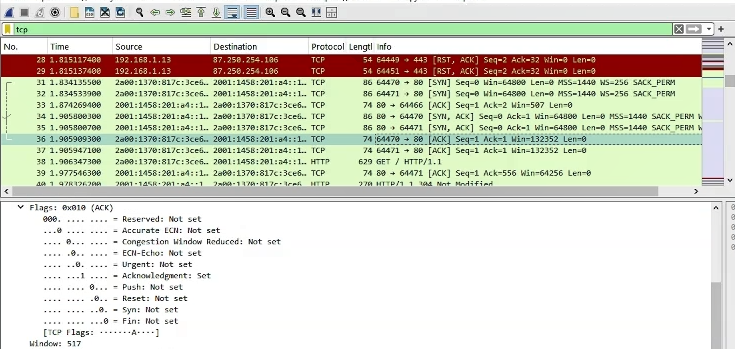 tcp
No. Time Source Destination Protocol Lengtl Info
28 1.815117400 192.168.1.13 87.250.254.106 TCP 54 64449 → 443 [RST, ACK] Seq=2 Ack=32 Win=0 Len=0
29 1.815137400 192.168.1.13 87.250.254.106 TCP 54 64451 → 443 [RST, ACK] Seq=2 Ack=32 Win=0 Len=0
31 1.834135500 2a00:1370:817c:3ce6… 2001:1458:201:a4::1… TCP 86 64470 → 80 [SYN] Seq=0 Win=64800 Len=0 MSS=1440 WS=256 SACK_PERM
32 1.834533900 2a00:1370:817c:3ce6… 2001:1458:201:a4::1… TCP 86 64471 → 80 [SYN] Seq=0 Win=64800 Len=0 MSS=1440 WS=256 SACK_PERM
33 1.874269400 2001:1458:201:a4::1… 2a00:1370:817c:3ce6… TCP 74 80 → 64466 [ACK] Seq=1 Ack=2 Win=507 Len=0
34 1.905800300 2001:1458:201:a4::1… 2a00:1370:817c:3ce6… TCP 86 80 → 64470 [SYN, ACK] Seq=0 Ack=1 Win=64800 Len=0 MSS=1440 SACK_PERM W
35 1.905800700 2001:1458:201:a4::1… 2a00:1370:817c:3ce6… TCP 86 80 → 64471 [SYN, ACK] Seq=0 Ack=1 Win=64800 Len=0 MSS=1440 SACK_PERM W
36 1.905909300 2a00:1370:817c:3ce6… 2001:1458:201:a4::1… TCP 74 64470 → 80 [ACK] Seq=1 Ack=1 Win=132352 Len=0
37 1.905947100 2a00:1370:817c:3ce6… 2001:1458:201:a4::1… TCP 74 64471 → 80 [ACK] Seq=1 Ack=1 Win=132352 Len=0
38 1.906347300 2a00:1370:817c:3ce6… 2001:1458:201:a4::1… HTTP 629 GET / HTTP/1.1
39 1.977546300 2001:1458:201:a4::1… 2a00:1370:817c:3ce6… TCP 74 80 → 64471 [ACK] Seq=1 Ack=556 Win=64256 Len=0
40 1.978326200 2001:1458:201:a4::1… 2a00:1370:817c:3ce6… HTTP 270 HTTP/1.1 304 Not Modified
Flags: 0x010 (ACK)
000. .... .... = Reserved: Not set
...0 .... .... = Accurate ECN: Not set
.... 0... .... = Congestion Window Reduced: Not set
.... .0.. .... = ECN-Echo: Not set
.... ..0. .... = Urgent: Not set
.... ...1 .... = Acknowledgment: Set
.... .... 0... = Push: Not set
.... .... .0.. = Reset: Not set
.... .... ..0. = Syn: Not set
.... .... ...0 = Fin: Not set
[TCP Flags: ·······A····]
Window: 517